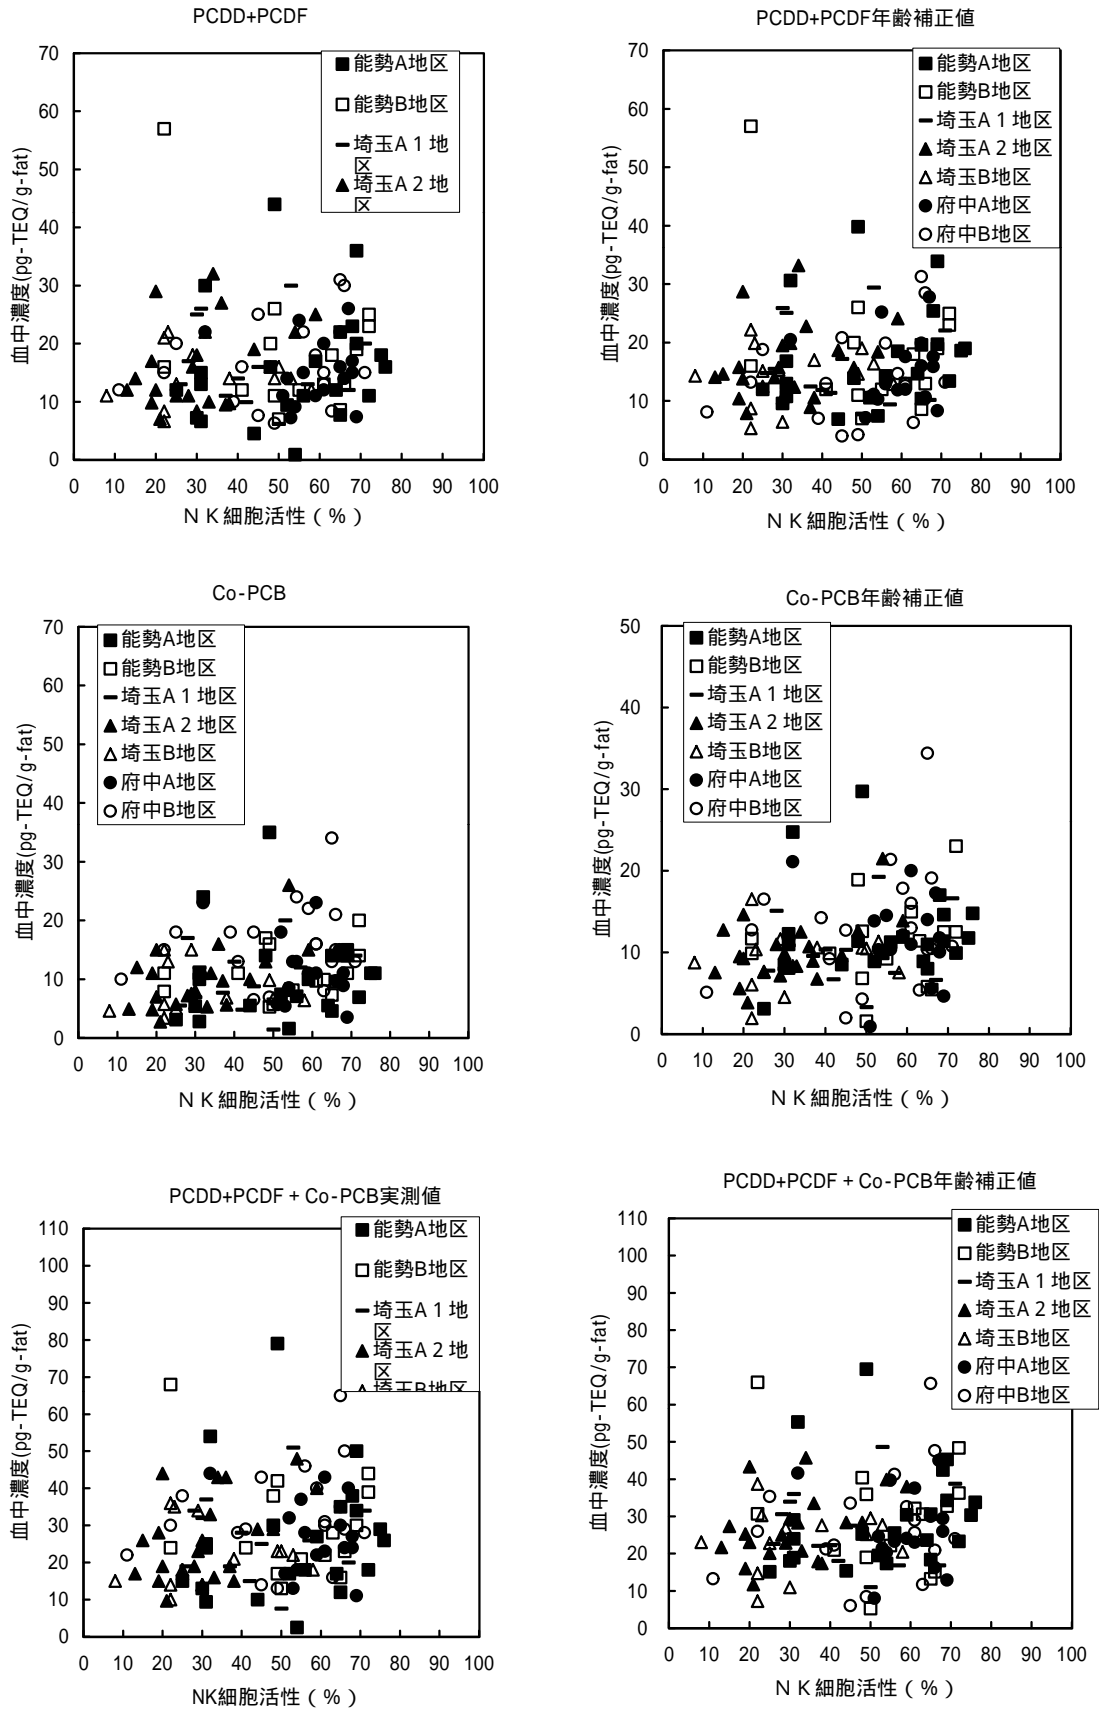 PCDD+PCDF
70
60
50
40
30
20
10
0
0 10 20 30 40 50 60 70 80 90 100
血中濃度(pg-TEQ/g-fat)
ＮＫ細胞活性（%）
能勢A地区
能勢B地区
埼玉A１地
区
埼玉A２地
区
PCDD+PCDF年齢補正値
70
60
50
40
30
20
10
0
0 10 20 30 40 50 60 70 80 90 100
血中濃度(pg-TEQ/g-fat)
ＮＫ細胞活性（%）
能勢A地区
能勢B地区
埼玉A１地区
埼玉A２地区
埼玉B地区
府中A地区
府中B地区
Co-PCB
70
60
50
40
30
20
10
0
0 10 20 30 40 50 60 70 80 90 100
血中濃度(pg-TEQ/g-fat)
ＮＫ細胞活性（%）
能勢A地区
能勢B地区
埼玉A１地区
埼玉A２地区
埼玉B地区
府中A地区
府中B地区
Co-PCB年齢補正値
50
40
30
20
10
0
0 10 20 30 40 50 60 70 80 90 100
血中濃度(pg-TEQ/g-fat)
ＮＫ細胞活性（%）
能勢A地区
能勢B地区
埼玉A１地区
埼玉A２地区
埼玉B地区
府中A地区
府中B地区
PCDD+PCDF＋Co-PCB実測値
110
100
90
80
70
60
50
40
30
20
10
0
0 10 20 30 40 50 60 70 80 90 100
血中濃度(pg-TEQ/g-fat)
NK細胞活性（%）
能勢A地区
能勢B地区
埼玉A１地
区
埼玉A２地
区
埼玉B地区
PCDD+PCDF＋Co-PCB年齢補正値
110
100
90
80
70
60
50
40
30
20
10
0
0 10 20 30 40 50 60 70 80 90 100
血中濃度(pg-TEQ/g-fat)
ＮＫ細胞活性（%）
能勢A地区
能勢B地区
埼玉A１地区
埼玉A２地区
埼玉B地区
府中A地区
府中B地区